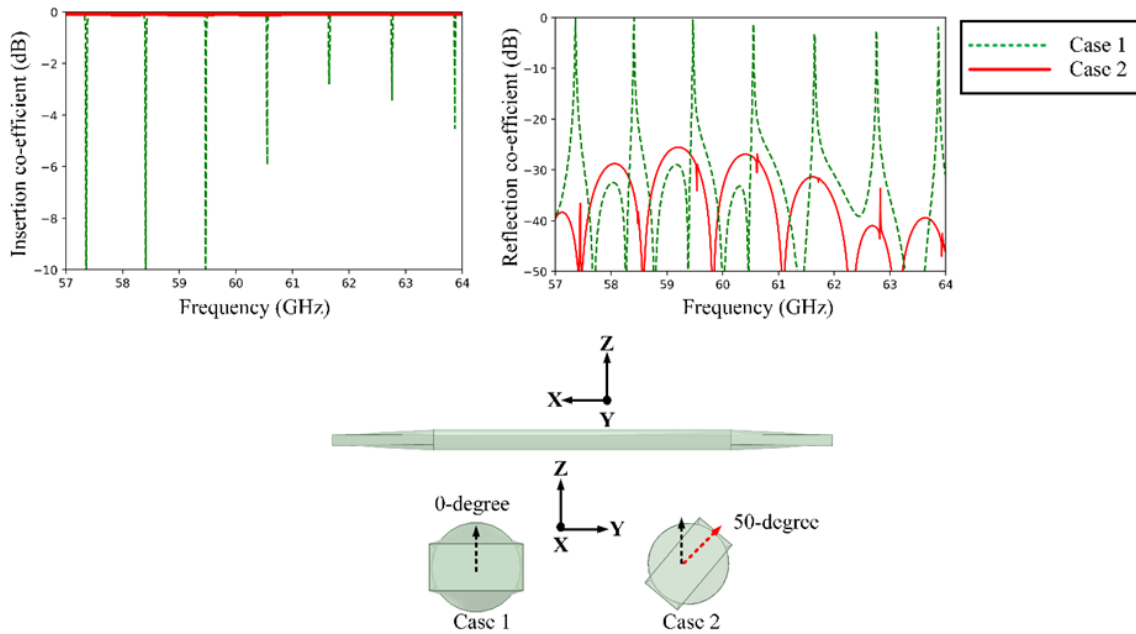 Insertion co-efficient (dB)
0
−2
−4
−6
−8
−10
57 58 59 60 61 62 63 64
Frequency (GHz)
Reflection co-efficient (dB)
0
−10
−20
−30
−40
−50
57 58 59 60 61 62 63 64
Frequency (GHz)
Case 1
Case 2
Z
X
Y
Z
0-degree
X
Y
50-degree
Case 1
Case 2